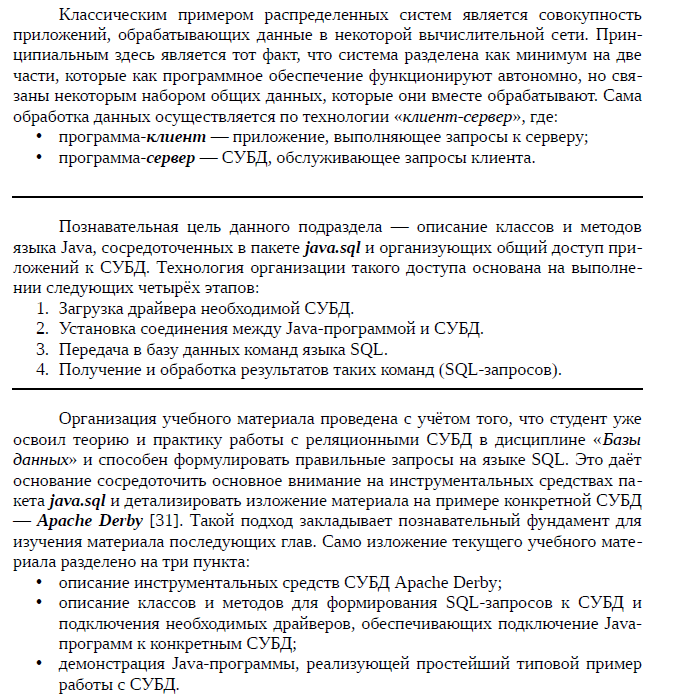 Классическим примером распределенных систем является совокупность
приложений, обрабатывающих данные в некоторой вычислительной сети. Прин-
ципиальным здесь является тот факт, что система разделена как минимум на две
части, которые как программное обеспечение функционируют автономно, но свя-
заны некоторым набором общих данных, которые они вместе обрабатывают. Сама
обработка данных осуществляется по технологии «клиент-сервер», где:
• программа-клиент — приложение, выполняющее запросы к серверу;
• программа-сервер — СУБД, обслуживающее запросы клиента.
Познавательная цель данного подраздела — описание классов и методов
языка Java, сосредоточенных в пакете java.sql и организующих общий доступ при-
ложений к СУБД. Технология организации такого доступа основана на выполне-
нии следующих четырёх этапов:
1. Загрузка драйвера необходимой СУБД.
2. Установка соединения между Java-программой и СУБД.
3. Передача в базу данных команд языка SQL.
4. Получение и обработка результатов таких команд (SQL-запросов).
Организация учебного материала проведена с учётом того, что студент уже
освоил теорию и практику работы с реляционными СУБД в дисциплине «Базы
данных» и способен формулировать правильные запросы на языке SQL. Это даёт
основание сосредоточить основное внимание на инструментальных средствах па-
кета java.sql и детализировать изложение материала на примере конкретной СУБД
— Apache Derby [31]. Такой подход закладывает познавательный фундамент для
изучения материала последующих глав. Само изложение текущего учебного мате-
риала разделено на три пункта:
• описание инструментальных средств СУБД Apache Derby;
• описание классов и методов для формирования SQL-запросов к СУБД и
подключения необходимых драйверов, обеспечивающих подключение Java-
программ к конкретным СУБД;
• демонстрация Java-программы, реализующей простейший типовой пример
работы с СУБД.